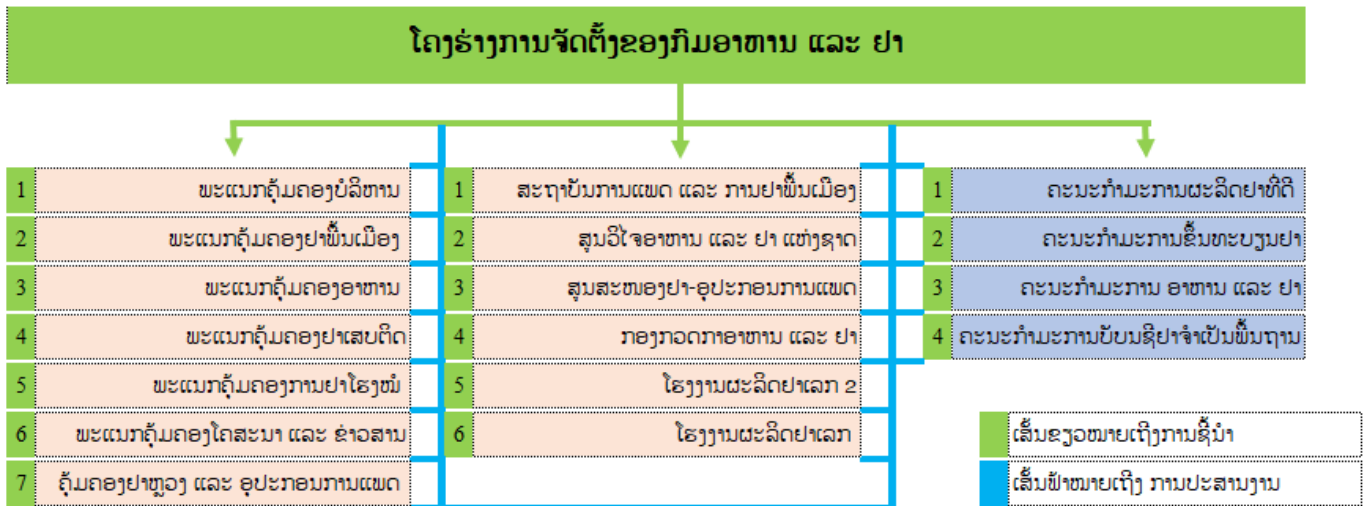 ໂຄງຮ່າງການຈັດຕັ້ງຂອງກົມອາຫານ ແລະ ຢາ
1 ພະແນກຄຸ້ມຄອງບໍລິຫານ
2 ພະແນກຄຸ້ມຄອງຢາພື້ນເມືອງ
3 ພະແນກຄຸ້ມຄອງອາຫານ
4 ພະແນກຄຸ້ມຄອງຢາເສບຕິດ
5 ພະແນກຄຸ້ມຄອງການຢາໂຮງໝໍ
6 ພະແນກຄຸ້ມຄອງໂຄສະນາ ແລະ ຂ່າວສານ
7 ຄຸ້ມຄອງຢາຫຼວງ ແລະ ອຸປະກອນການແພດ
1 ສະຖາບັນການແພດ ແລະ ການຢາພື້ນເມືອງ
2 ສູນວິໄຈອາຫານ ແລະ ຢາ ແຫ່ງຊາດ
3 ສູນສະໜອງຢາ-ອຸປະກອນການແພດ
4 ກອງກວດກາອາຫານ ແລະ ຢາ
5 ໂຮງງານຜະລິດຢາເລກ 2
6 ໂຮງງານຜະລິດຢາເລກ
1 ຄະນະກຳມະການຜະລິດຢາທີ່ດີ
2 ຄະນະກຳມະການຂຶ້ນທະບຽນຢາ
3 ຄະນະກຳມະການ ອາຫານ ແລະ ຢາ
4 ຄະນະກຳມະການບັບນຊີຢາຈຳເປັນພື້ນຖານ
ເສັ້ນຂຽວໝາຍເຖິງການຊີ້ນຳ
ເສັ້ນຟ້າໝາຍເຖິງ ການປະສານງານ